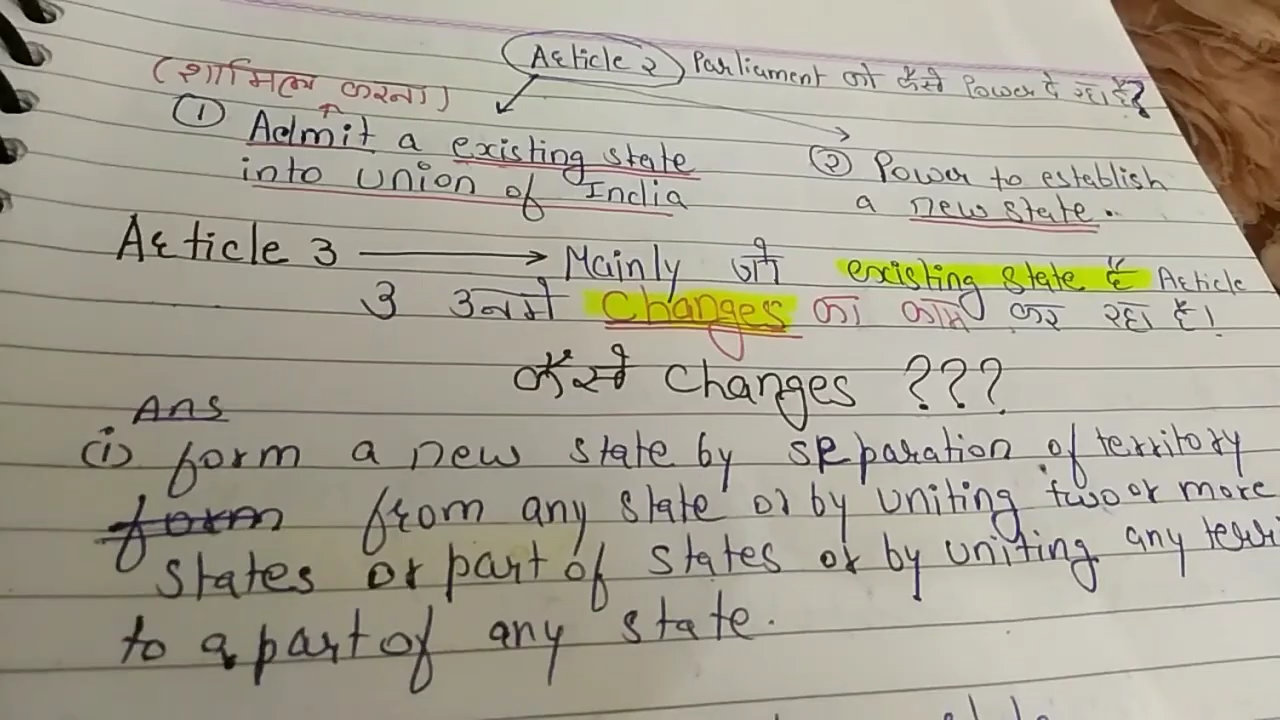 Article 2 Parliament को कैसे Power दे रहा है?
(शामिल करना)
① Admit a existing state
into union of India
② Power to establish
a new state.
Article 3 → Mainly जो existing state है Article
3 उनमे Changes का काम कर रहा है।
कैसे Changes ???
Ans
(i) form a new state by separation of territory
from any state or by uniting two or more
states or part of states or by uniting any
to a part of any state.